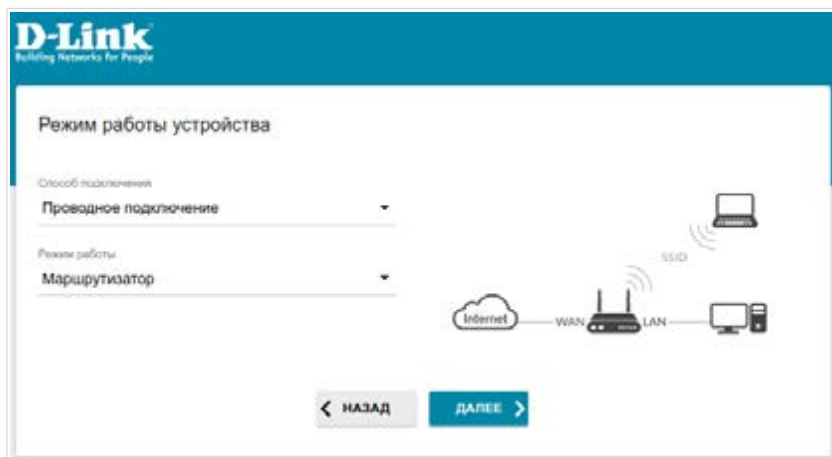 D-Link
Building Networks for People
Режим работы устройства
Способ подключения
Проводное подключение
Режим работы
Маршрутизатор
SSID
Internet
WAN
LAN
НАЗАД
ДАЛЕЕ